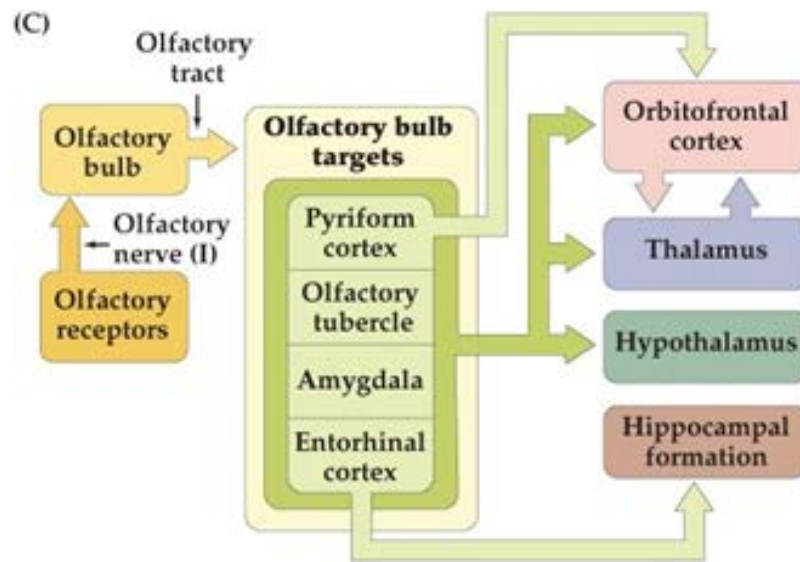 (C)
Olfactory
tract
Olfactory
bulb
Olfactory
nerve (I)
Olfactory
receptors
Olfactory bulb
targets
Pyriform
cortex
Olfactory
tubercle
Amygdala
Entorhinal
cortex
Orbitofrontal
cortex
Thalamus
Hypothalamus
Hippocampal
formation